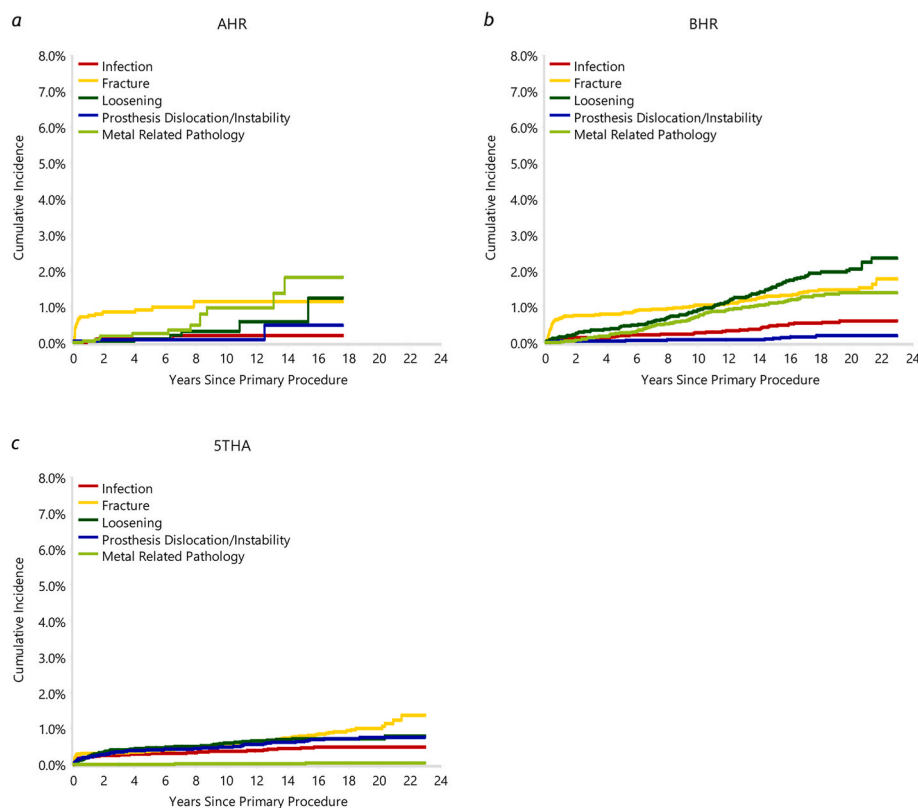 a
AHR
8.0%
7.0%
6.0%
5.0%
4.0%
3.0%
2.0%
1.0%
0.0%
Cumulative Incidence
Infection
Fracture
Loosening
Prosthesis Dislocation/Instability
Metal Related Pathology
0 2 4 6 8 10 12 14 16 18 20 22 24
Years Since Primary Procedure
b
BHR
8.0%
7.0%
6.0%
5.0%
4.0%
3.0%
2.0%
1.0%
0.0%
Cumulative Incidence
Infection
Fracture
Loosening
Prosthesis Dislocation/Instability
Metal Related Pathology
0 2 4 6 8 10 12 14 16 18 20 22 24
Years Since Primary Procedure
c
5THA
8.0%
7.0%
6.0%
5.0%
4.0%
3.0%
2.0%
1.0%
0.0%
Cumulative Incidence
Infection
Fracture
Loosening
Prosthesis Dislocation/Instability
Metal Related Pathology
0 2 4 6 8 10 12 14 16 18 20 22 24
Years Since Primary Procedure